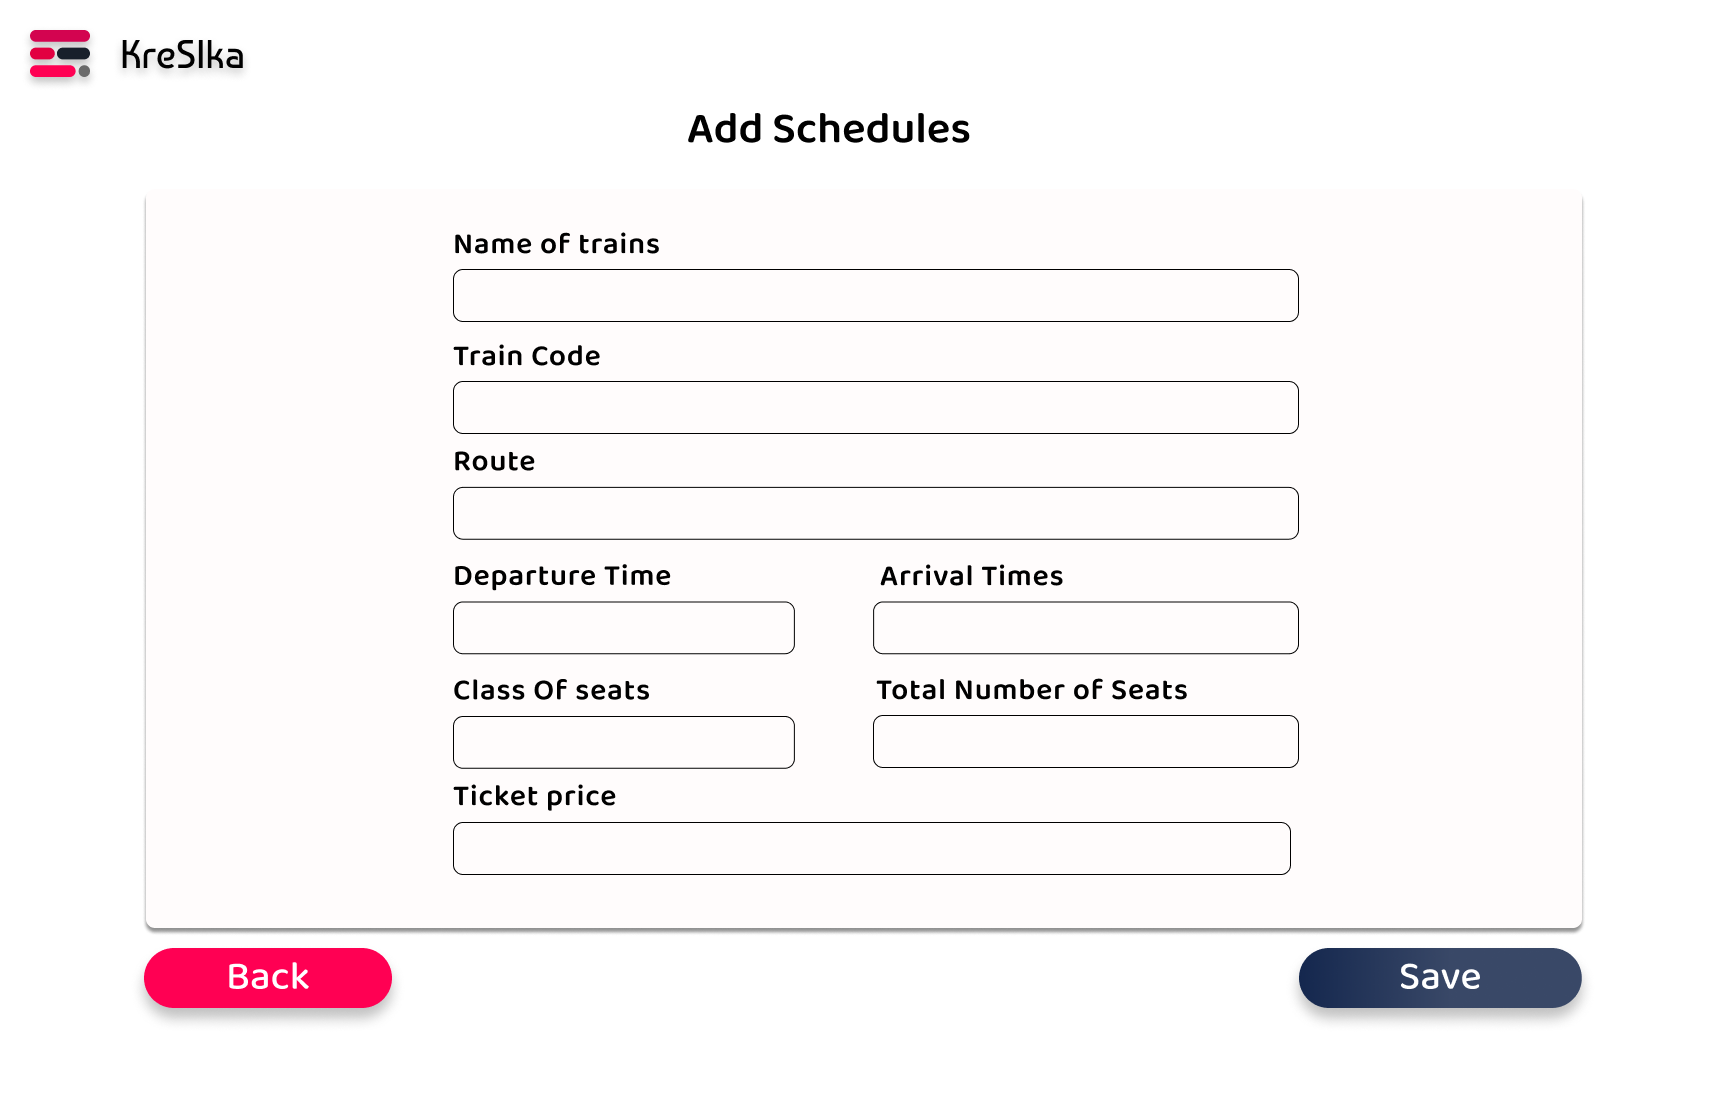 KreSIka
Add Schedules
Name of trains
Train Code
Route
Departure Time
Arrival Times
Class Of seats
Total Number of Seats
Ticket price
Back
Save